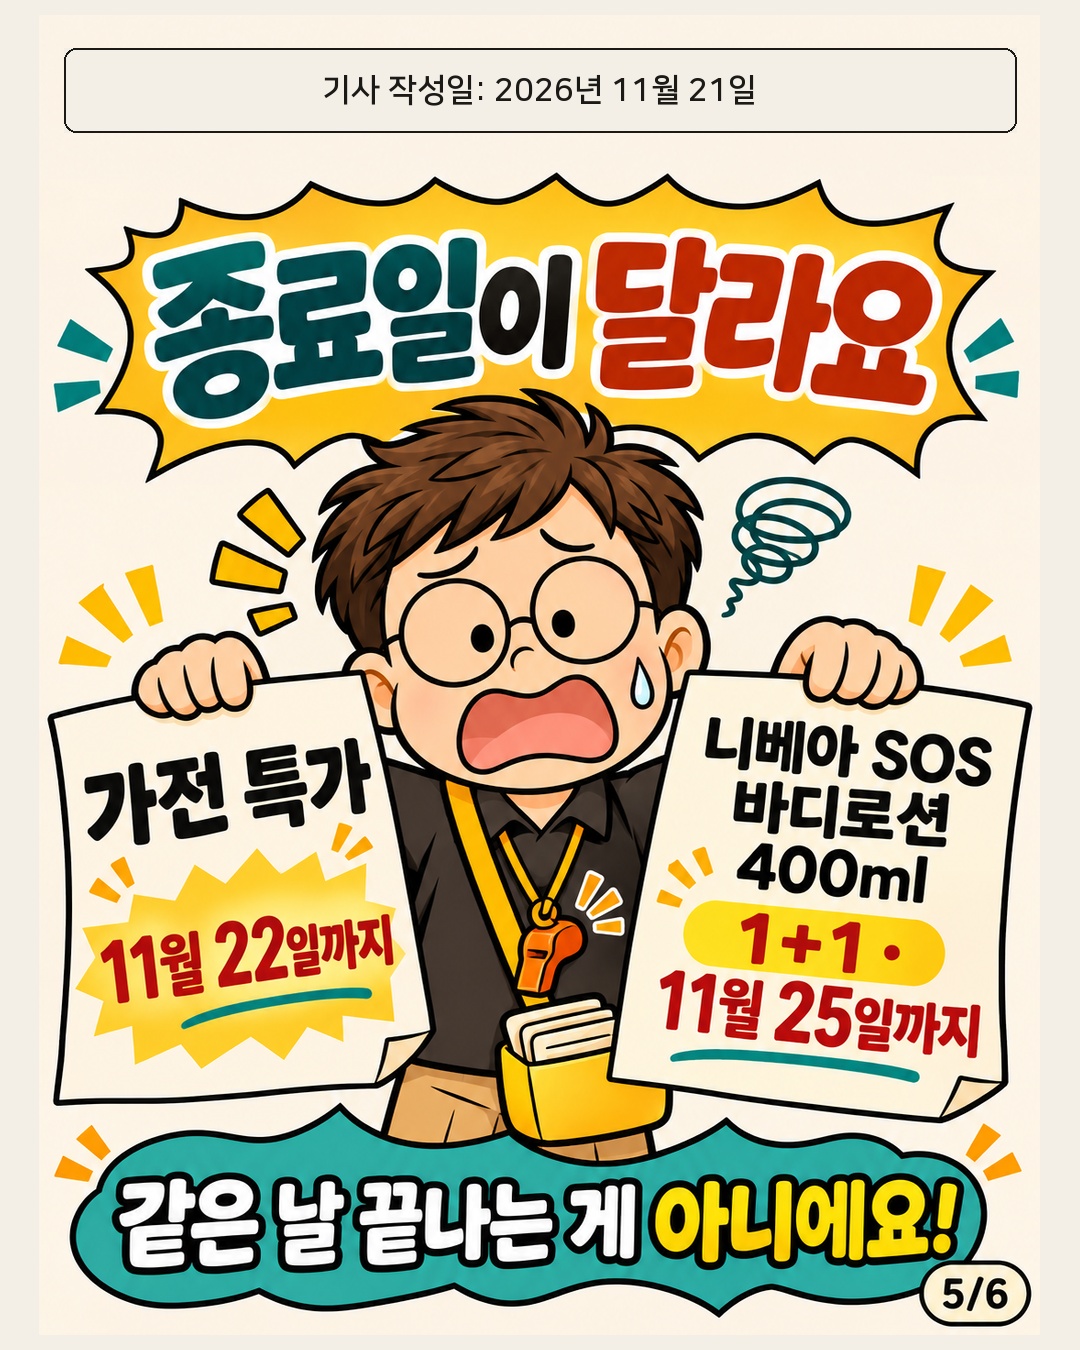 기사 작성일: 2026년 11월 21일
종료일이 달라요
가전 특가
11월 22일까지
니베아 SOS
바디로션
400ml
1+1 •
11월 25일까지
같은 날 끝나는 게 아니에요!
5/6